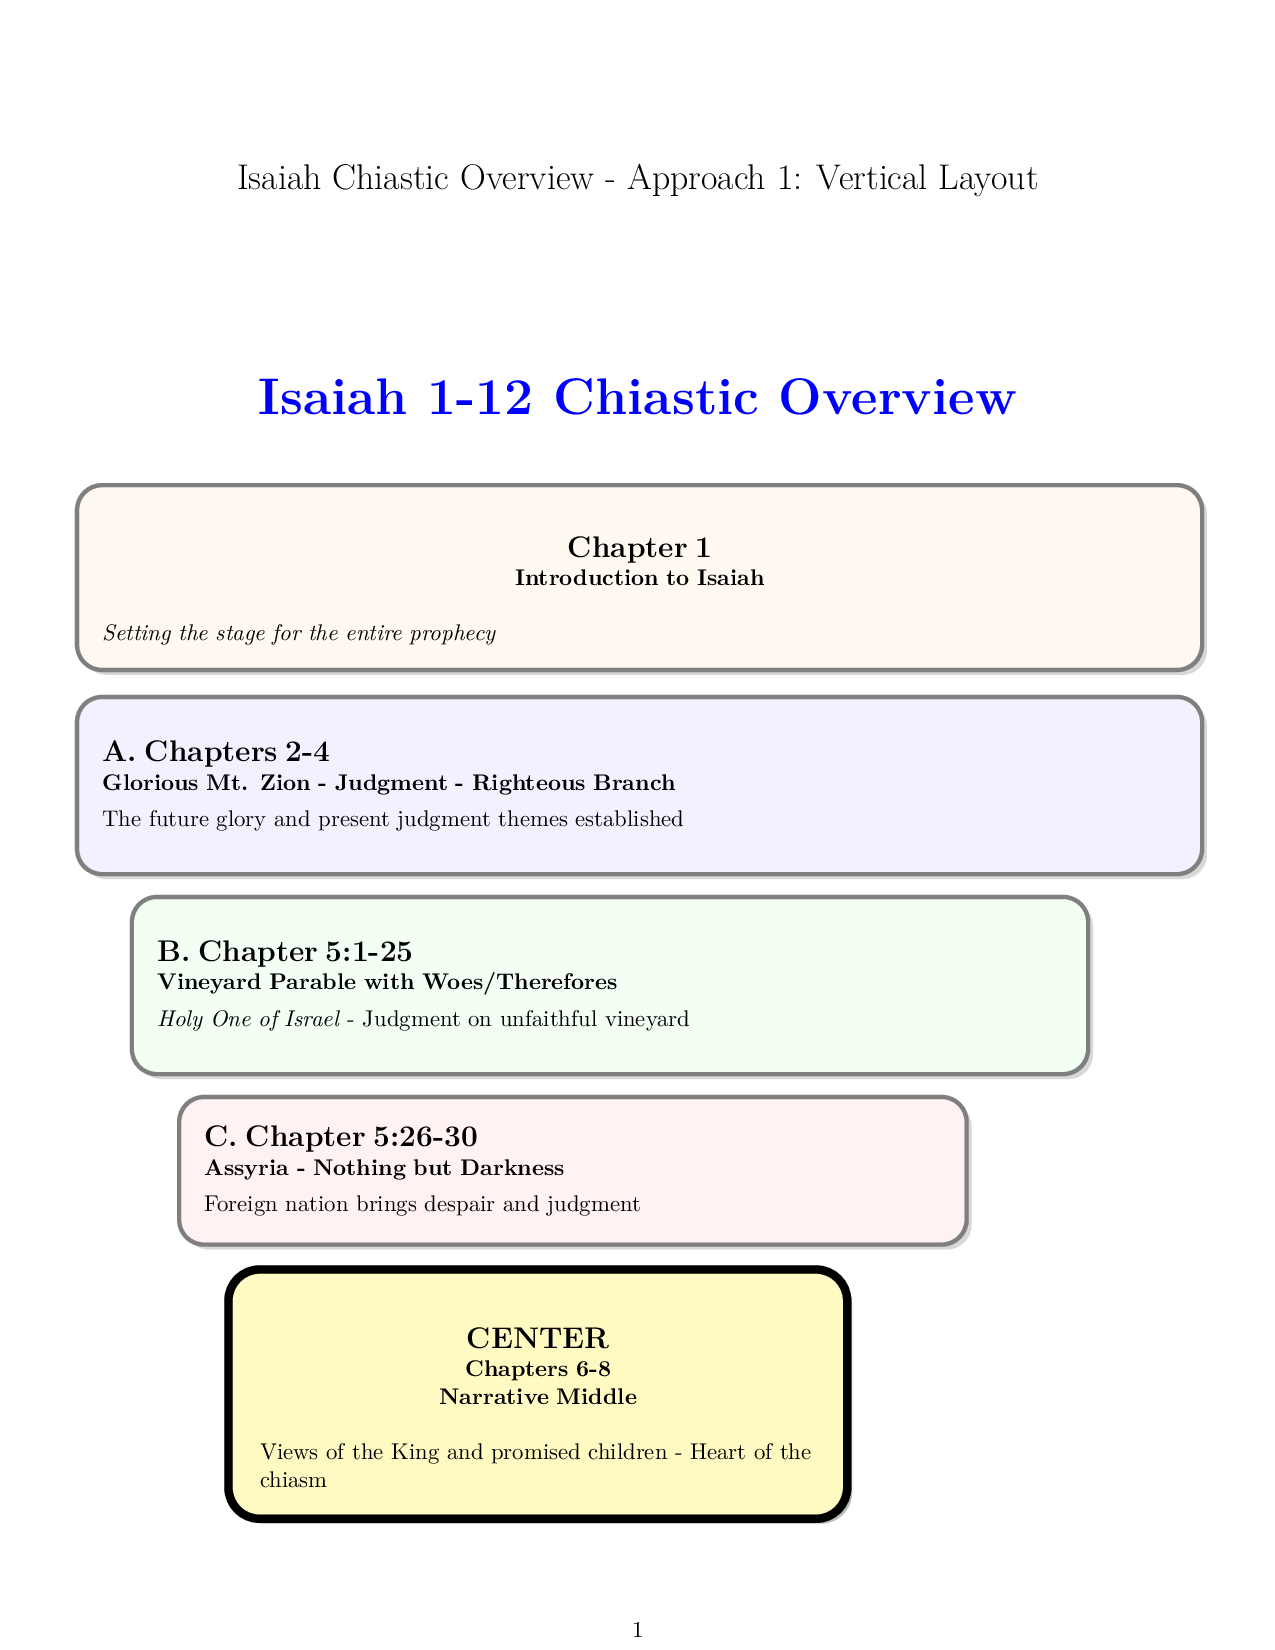 Isaiah Chiastic Overview - Approach 1: Vertical Layout
Isaiah 1-12 Chiastic Overview
Chapter 1
Introduction to Isaiah
Setting the stage for the entire prophecy
A. Chapters 2-4
Glorious Mt. Zion - Judgment - Righteous Branch
The future glory and present judgment themes established
B. Chapter 5:1-25
Vineyard Parable with Woes/Therefores
Holy One of Israel - Judgment on unfaithful vineyard
C. Chapter 5:26-30
Assyria - Nothing but Darkness
Foreign nation brings despair and judgment
CENTER
Chapters 6-8
Narrative Middle
Views of the King and promised children - Heart of the
chiasm
1